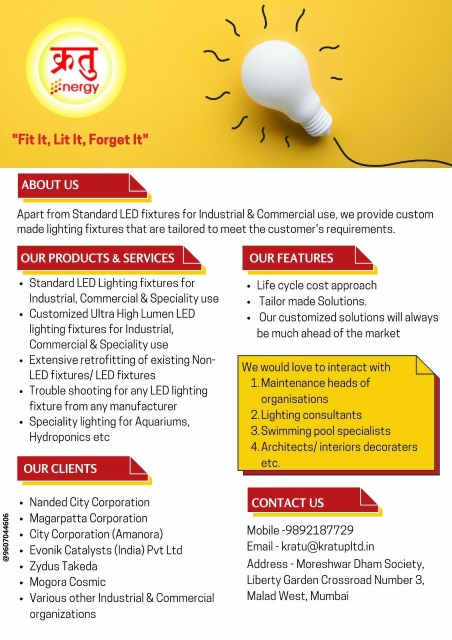 क्रतु
nergy
"Fit It, Lit It, Forget It"
ABOUT US
Apart from Standard LED fixtures for Industrial & Commercial use, we provide custom
made lighting fixtures that are tailored to meet the customer's requirements.
OUR PRODUCTS & SERVICES
• Standard LED Lighting fixtures for
Industrial, Commercial & Speciality use
• Customized Ultra High Lumen LED
lighting fixtures for Industrial,
Commercial & Speciality use
• Extensive retrofitting of existing Non-
LED fixtures/ LED fixtures
• Trouble shooting for any LED lighting
fixture from any manufacturer
• Speciality lighting for Aquariums,
Hydroponics etc
OUR CLIENTS
• Nanded City Corporation
• Magarpatta Corporation
• City Corporation (Amanora)
• Evonik Catalysts (India) Pvt Ltd
• Zydus Takeda
• Mogora Cosmic
• Various other Industrial & Commercial
organizations
OUR FEATURES
• Life cycle cost approach
• Tailor made Solutions.
• Our customized solutions will always
be much ahead of the market
We would love to interact with
1. Maintenance heads of
organisations
2. Lighting consultants
3. Swimming pool specialists
4. Architects/ interiors decoraters
etc.
CONTACT US
Mobile -9892187729
Email - kratu@kratupltd.in
Address - Moreshwar Dham Society,
Liberty Garden Crossroad Number 3,
Malad West, Mumbai
@9607044606